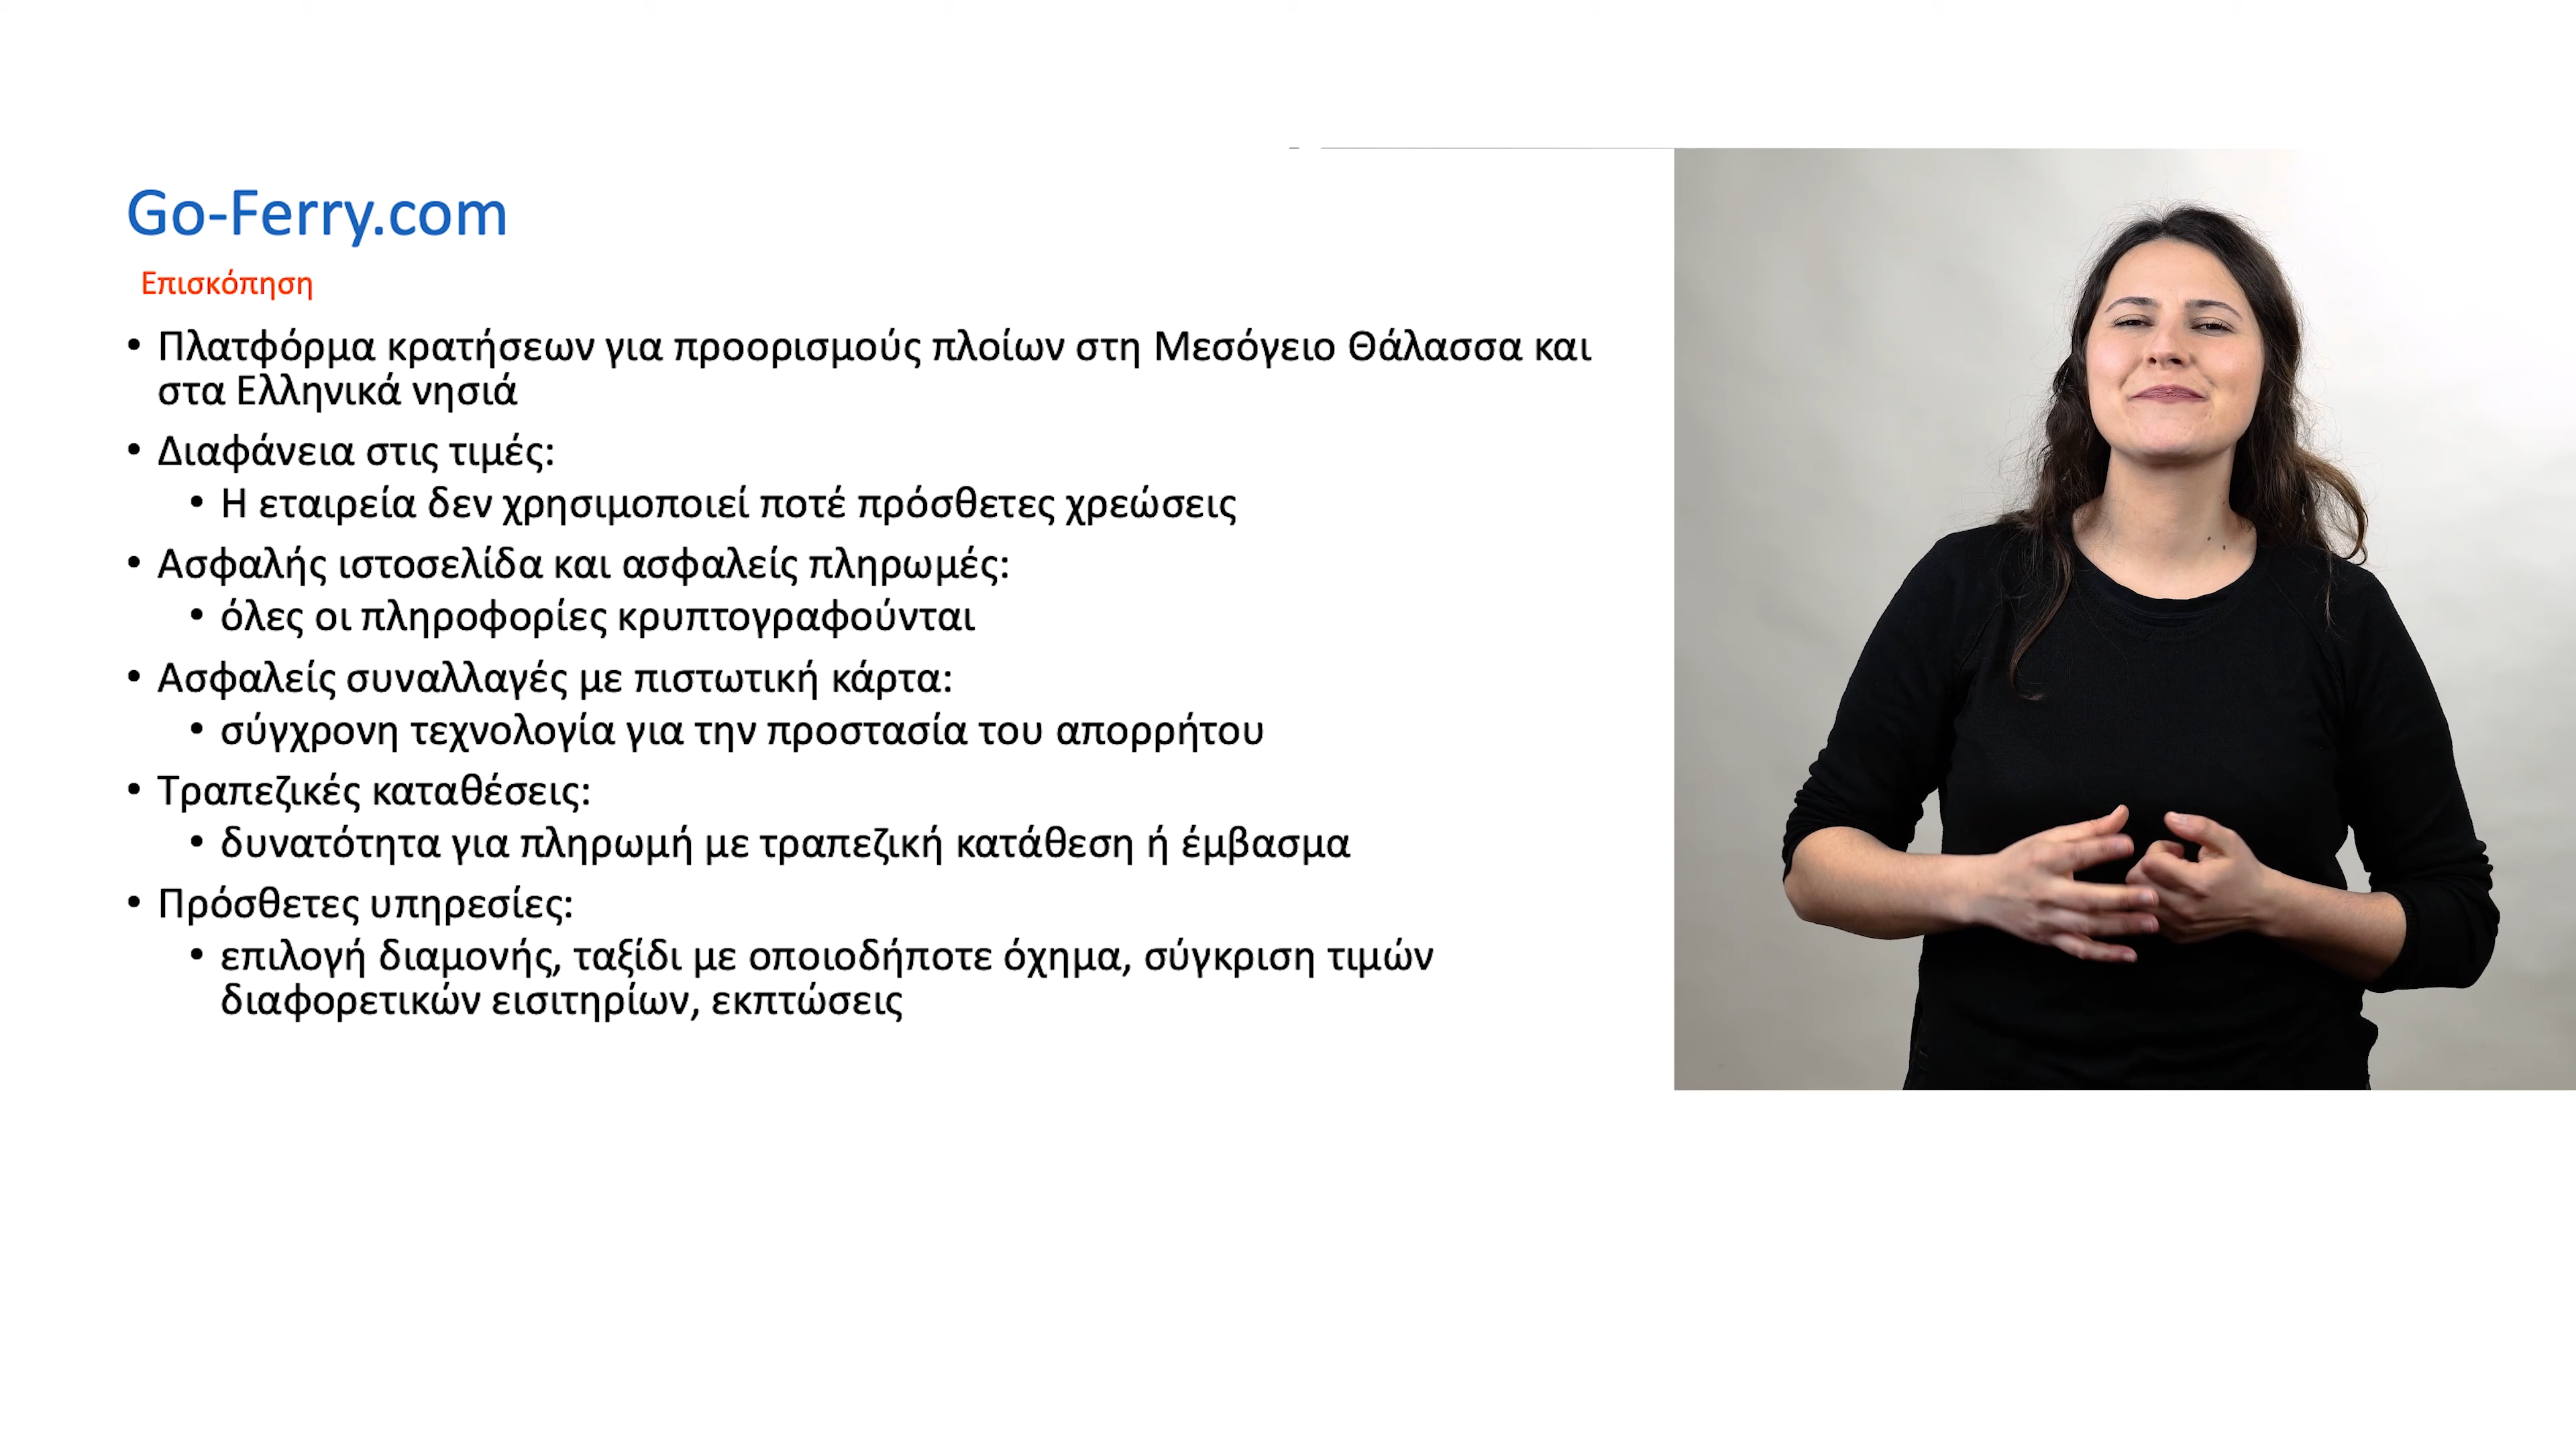 Go-Ferry.com
Επισκόπηση
• Πλατφόρμα κρατήσεων για προορισμούς πλοίων στη Μεσόγειο Θάλασσα και
στα Ελληνικά νησιά
• Διαφάνεια στις τιμές:
• Η εταιρεία δεν χρησιμοποιεί ποτέ πρόσθετες χρεώσεις
• Ασφαλής ιστοσελίδα και ασφαλείς πληρωμές:
• όλες οι πληροφορίες κρυπτογραφούνται
• Ασφαλείς συναλλαγές με πιστωτική κάρτα:
• σύγχρονη τεχνολογία για την προστασία του απορρήτου
• Τραπεζικές καταθέσεις:
• δυνατότητα για πληρωμή με τραπεζική κατάθεση ή έμβασμα
• Πρόσθετες υπηρεσίες:
• επιλογή διαμονής, ταξίδι με οποιοδήποτε όχημα, σύγκριση τιμών
διαφορετικών εισιτηρίων, εκπτώσεις